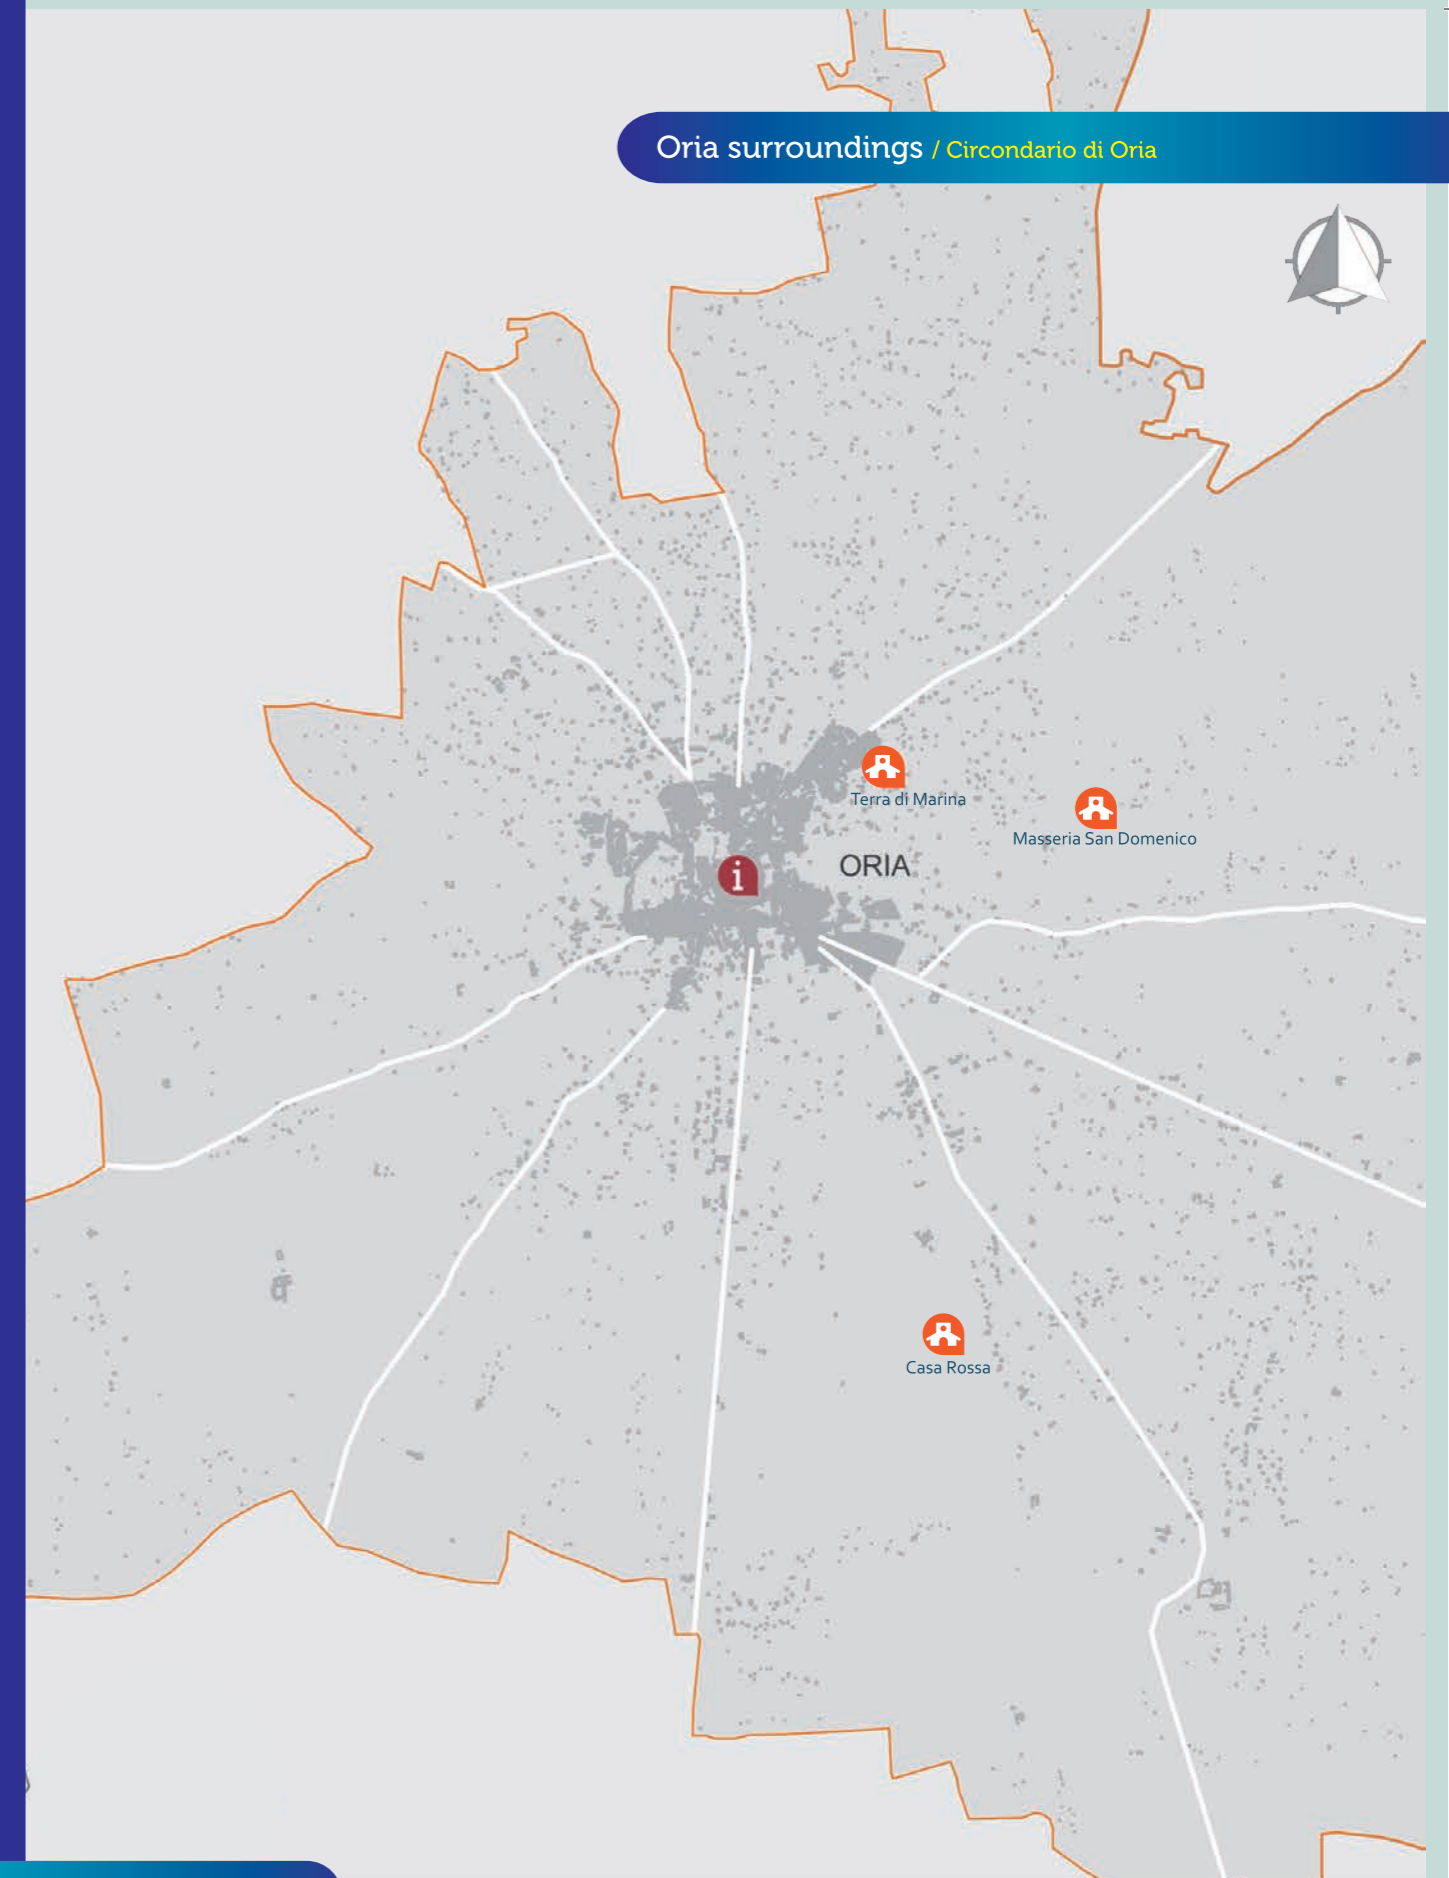 Oria surroundings / Circondario di Oria
Terra di Marina
Masseria San Domenico
ORIA
i
Casa Rossa